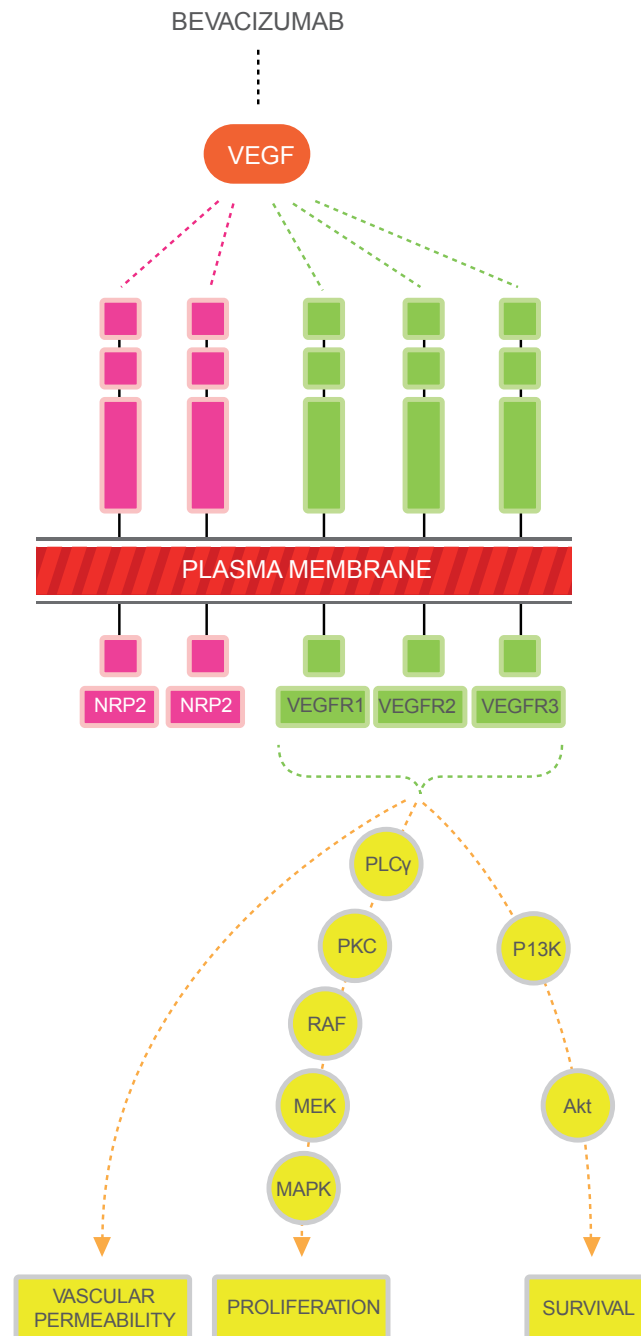 BEVACIZUMAB
VEGF
PLASMA MEMBRANE
NRP2
NRP2
VEGFR1
VEGFR2
VEGFR3
PLCγ
PKC
P13K
RAF
MEK
Akt
MAPK
VASCULAR
PERMEABILITY
PROLIFERATION
SURVIVAL